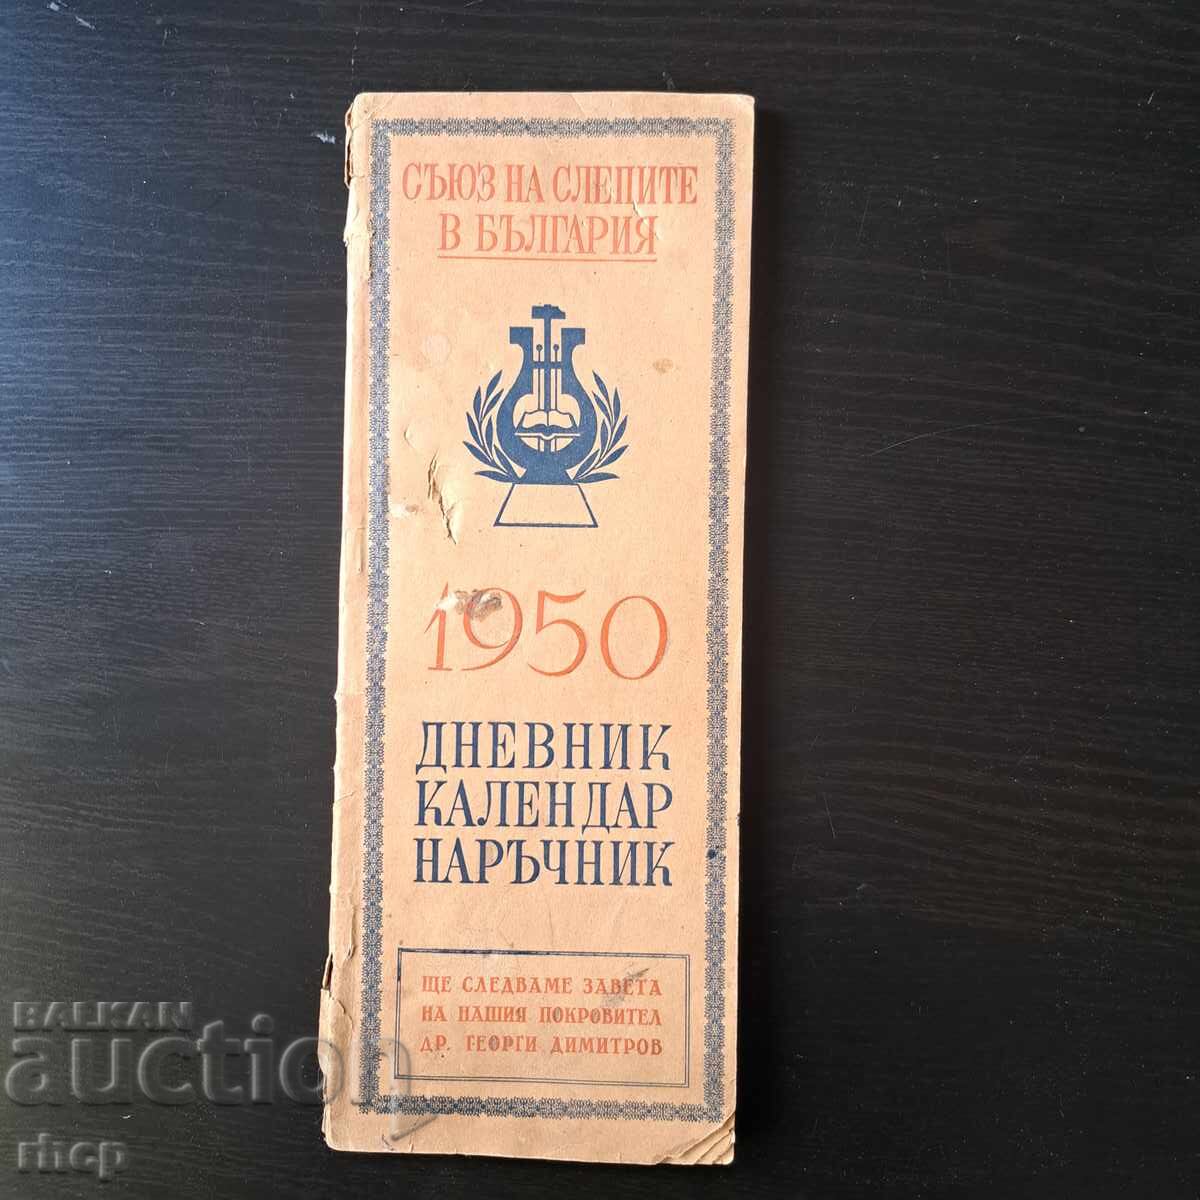 СЪЮЗ НА СЛЕПИТЕ
В БЪЛГАРИЯ
1950
ДНЕВНИК
КАЛЕНДАР
НАРЪЧНИК
ЩЕ СЛЕДВАМЕ ЗАВЕТА
НА НАШИЯ ПОКРОВИТЕЛ
ДР. ГЕОРГИ ДИМИТРОВ
BALKAN
auction
rhcp